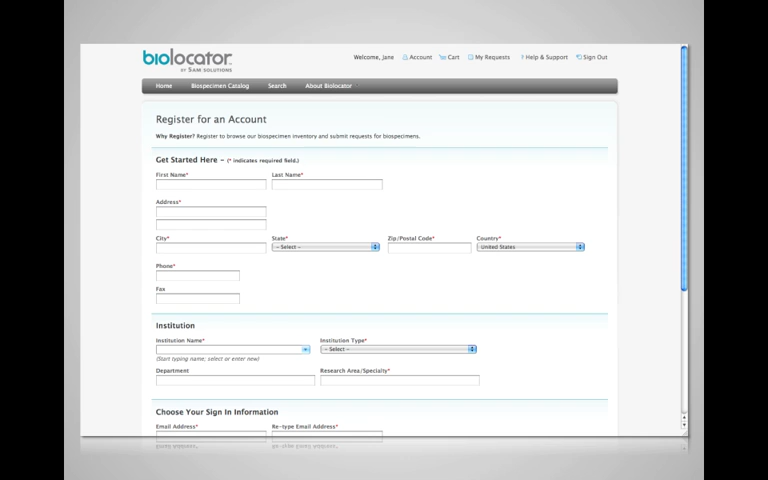 biolocator
BY 5AM SOLUTIONS
Welcome, Jane Account Cart My Requests ? Help & Support Sign Out
Home Biospecimen Catalog Search About Biolocator
Register for an Account
Why Register? Register to browse our biospecimen inventory and submit requests for biospecimens.
Get Started Here – (* indicates required field.)
First Name* Last Name*
Address*
City* State* Zip/Postal Code* Country*
– Select – United States
Phone*
Fax
Institution
Institution Name* Institution Type*
– Select –
(Start typing name; select or enter new)
Department Research Area/Specialty*
Choose Your Sign In Information
Email Address* Re-type Email Address*